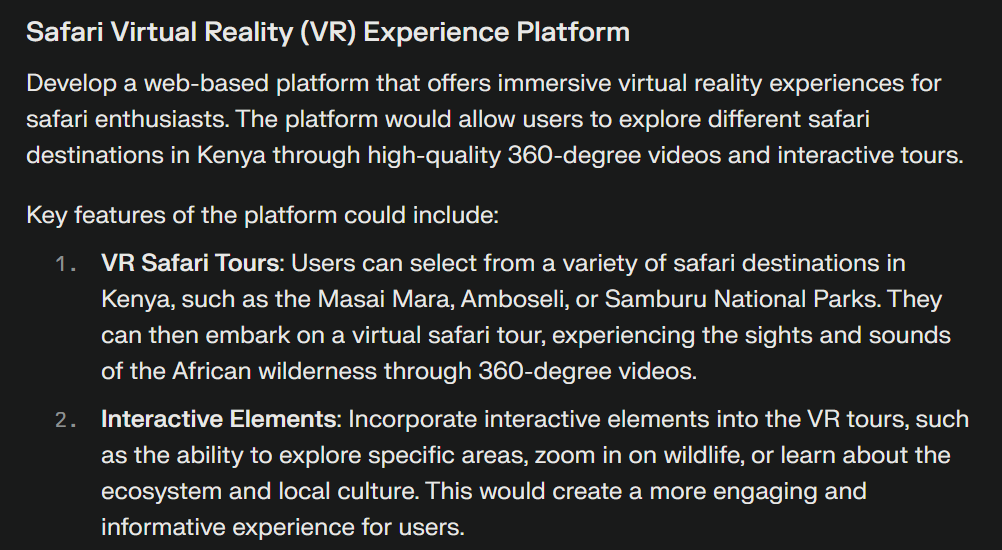 Safari Virtual Reality (VR) Experience Platform
Develop a web-based platform that offers immersive virtual reality experiences for
safari enthusiasts. The platform would allow users to explore different safari
destinations in Kenya through high-quality 360-degree videos and interactive tours.
Key features of the platform could include:
1. VR Safari Tours: Users can select from a variety of safari destinations in
Kenya, such as the Masai Mara, Amboseli, or Samburu National Parks. They
can then embark on a virtual safari tour, experiencing the sights and sounds
of the African wilderness through 360-degree videos.
2. Interactive Elements: Incorporate interactive elements into the VR tours, such
as the ability to explore specific areas, zoom in on wildlife, or learn about the
ecosystem and local culture. This would create a more engaging and
informative experience for users.